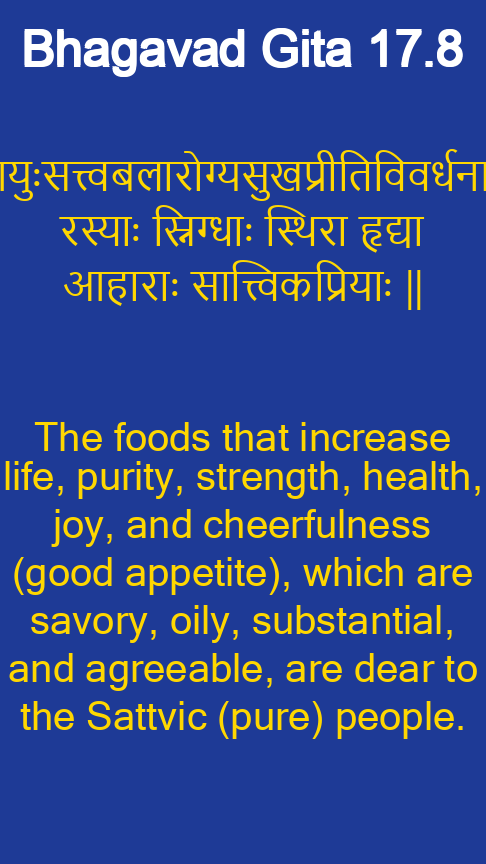 Bhagavad Gita 17.8
युःसत्त्वबलारोग्यसुखप्रीतिविवर्धना
रस्याः स्निग्धाः स्थिरा हृद्या
आहाराः सात्त्विकप्रियाः ||
The foods that increase
life, purity, strength, health,
joy, and cheerfulness
(good appetite), which are
savory, oily, substantial,
and agreeable, are dear to
the Sattvic (pure) people.